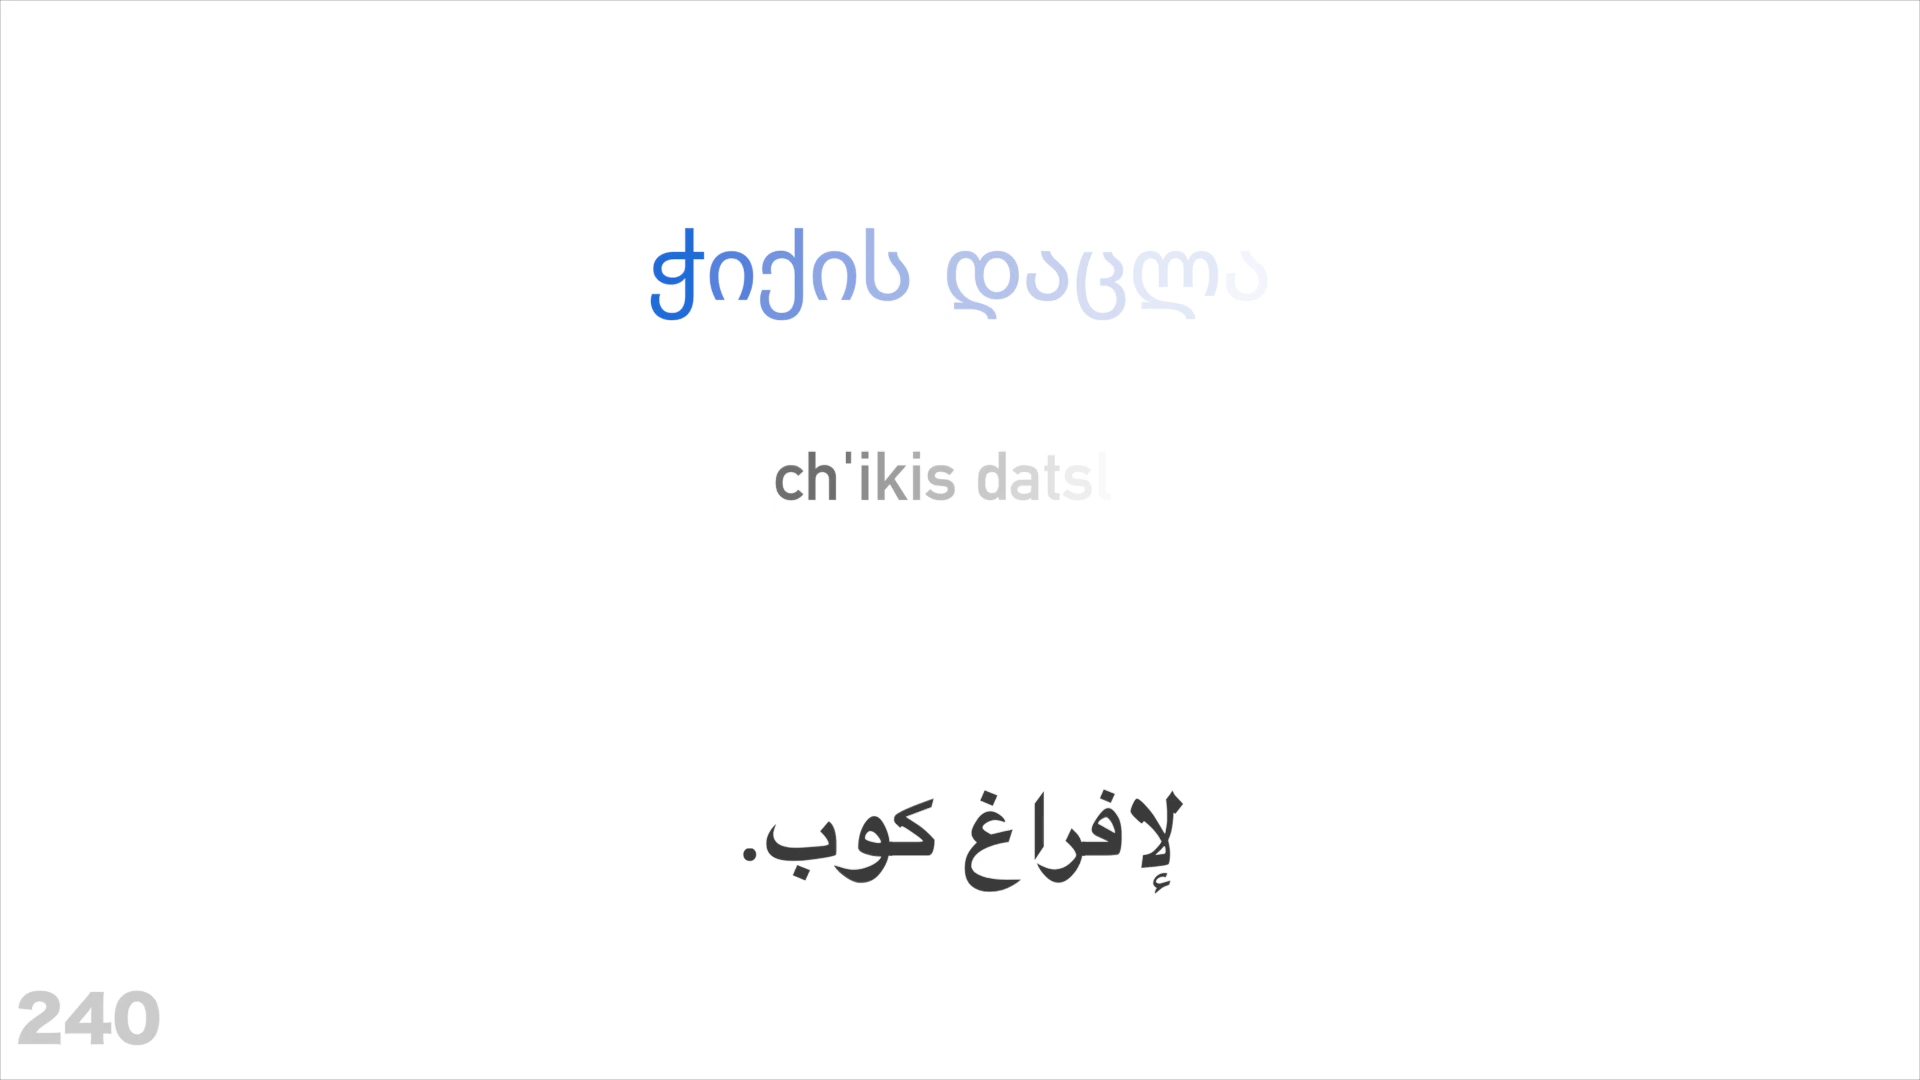 ჭიქის დაცლა
ch'ikis datsl
لإفراغ كوب.
240